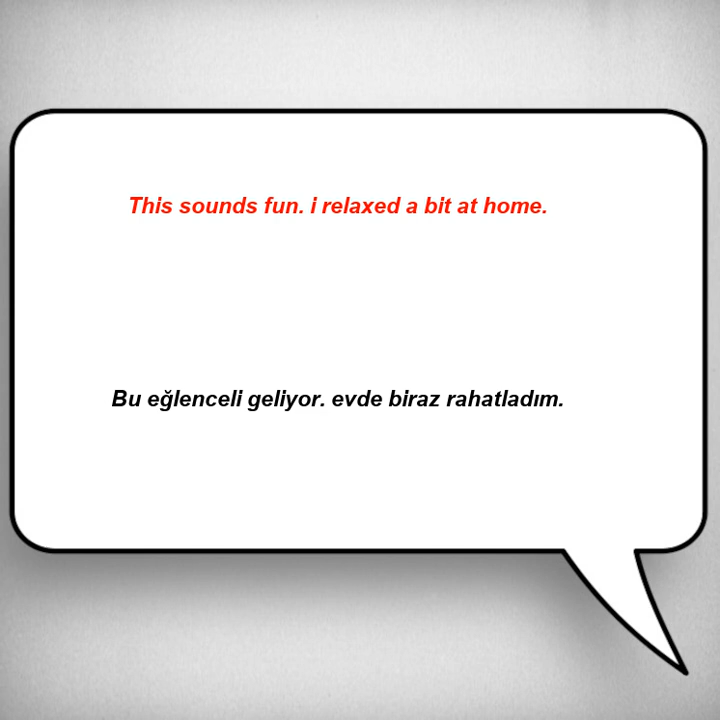 This sounds fun. i relaxed a bit at home.
Bu eğlenceli geliyor. evde biraz rahatladım.